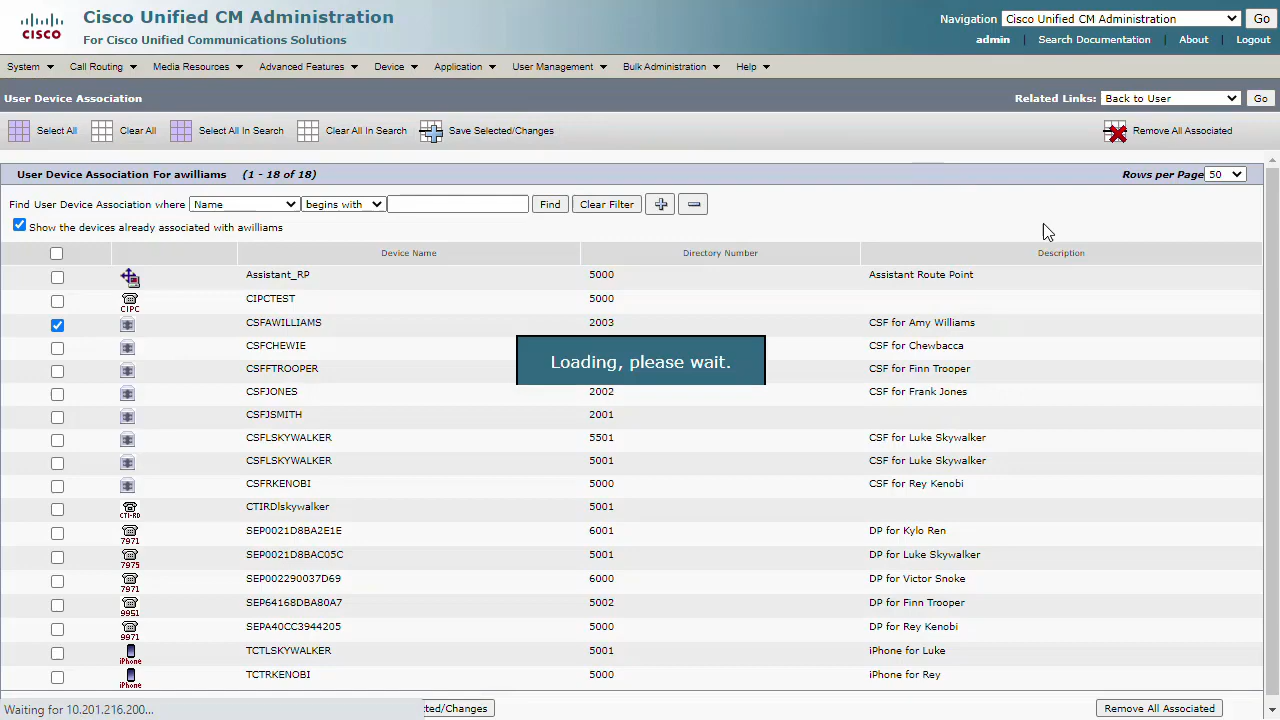 Cisco Unified CM Administration
For Cisco Unified Communications Solutions
CISCO
Navigation Cisco Unified CM Administration Go
admin | Search Documentation | About | Logout
System Call Routing Media Resources Advanced Features Device Application User Management Bulk Administration Help
User Device Association Related Links: Back to User Go
Select All Clear All Select All In Search Clear All In Search Save Selected/Changes Remove All Associated
User Device Association For awilliams (1 - 18 of 18) Rows per Page 50
Find User Device Association where Name begins with Find Clear Filter
Show the devices already associated with awilliams
Device Name Directory Number Description
Assistant_RP 5000 Assistant Route Point
CIPC CIPCTEST 5000
CSFAWILLIAMS 2003 CSF for Amy Williams
CSFCHEWIE CSF for Chewbacca
Loading, please wait.
CSFFTROOPER CSF for Finn Trooper
CSFJONES 2002 CSF for Frank Jones
CSFJSMITH 2001
CSFLSKYWALKER 5501 CSF for Luke Skywalker
CSFLSKYWALKER 5001 CSF for Luke Skywalker
CSFRKENOBI 5000 CSF for Rey Kenobi
CTI-RD CTIRDlskywalker 5001
7971 SEP0021D8BA2E1E 6001 DP for Kylo Ren
7975 SEP0021D8BAC05C 5001 DP for Luke Skywalker
7971 SEP002290037D69 6000 DP for Victor Snoke
9951 SEP64168DBA80A7 5002 DP for Finn Trooper
9971 SEPA40CC3944205 5000 DP for Rey Kenobi
iPhone TCTLSKYWALKER 5001 iPhone for Luke
iPhone TCTRKENOBI 5000 iPhone for Rey
Waiting for 10.201.216.200... cted/Changes Remove All Associated